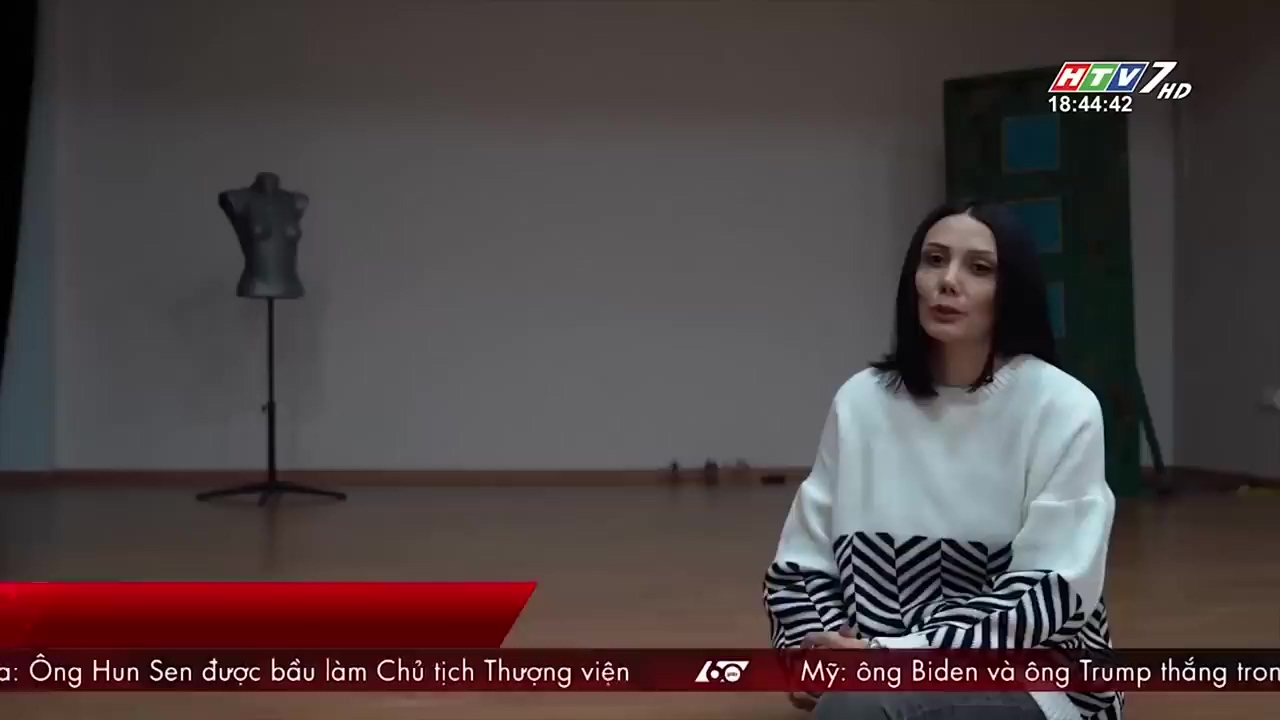 HTV7 HD
18:44:42
a: Ông Hun Sen được bầu làm Chủ tịch Thượng viện 60 Mỹ: ông Biden và ông Trump thắng tron